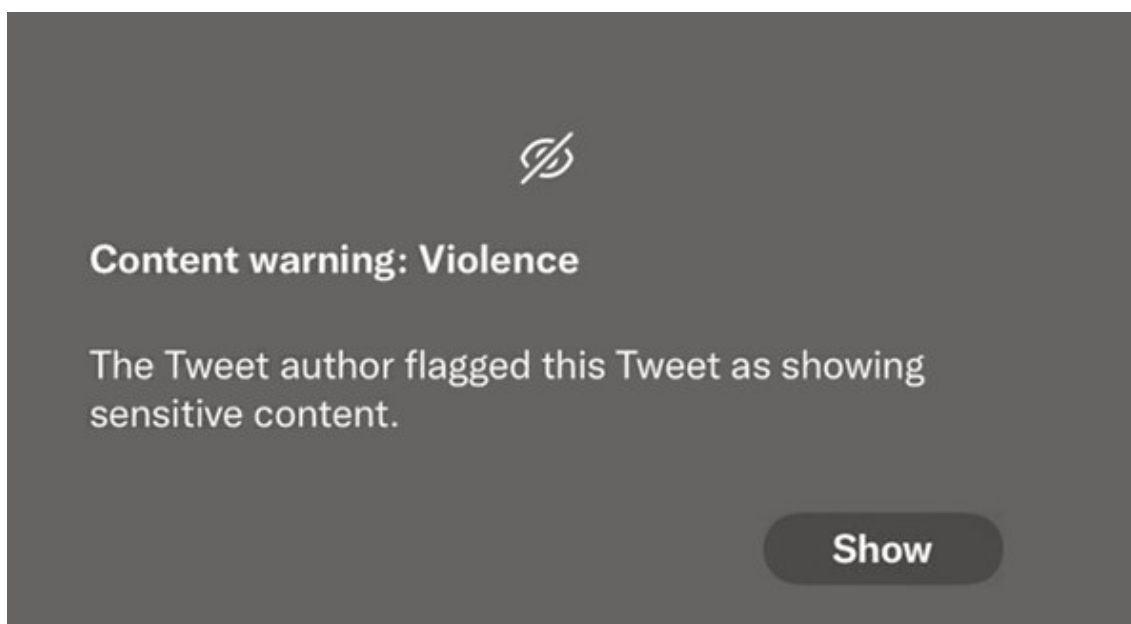 Content warning: Violence
The Tweet author flagged this Tweet as showing
sensitive content.
Show